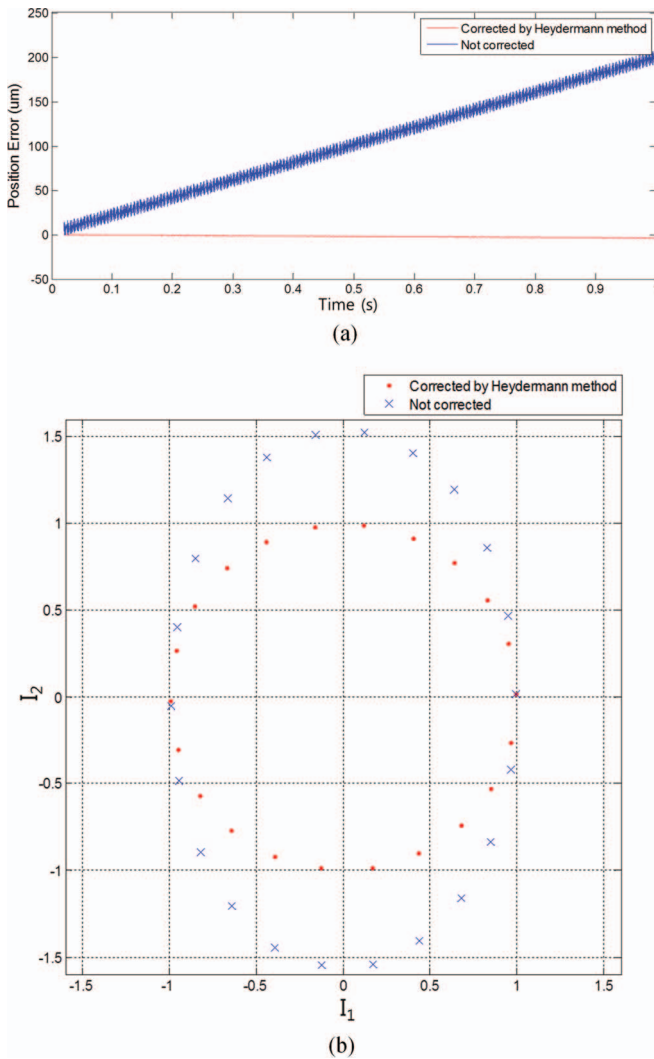 250
200
150
100
50
0
-50
Position Error (um)
Corrected by Heydermann method
Not corrected
0 0.1 0.2 0.3 0.4 0.5 0.6 0.7 0.8 0.9
Time (s)
(a)
Corrected by Heydermann method
Not corrected
1.5
1
0.5
0
-0.5
-1
-1.5
I2
-1.5 -1 -0.5 0 0.5 1 1.5
I1
(b)